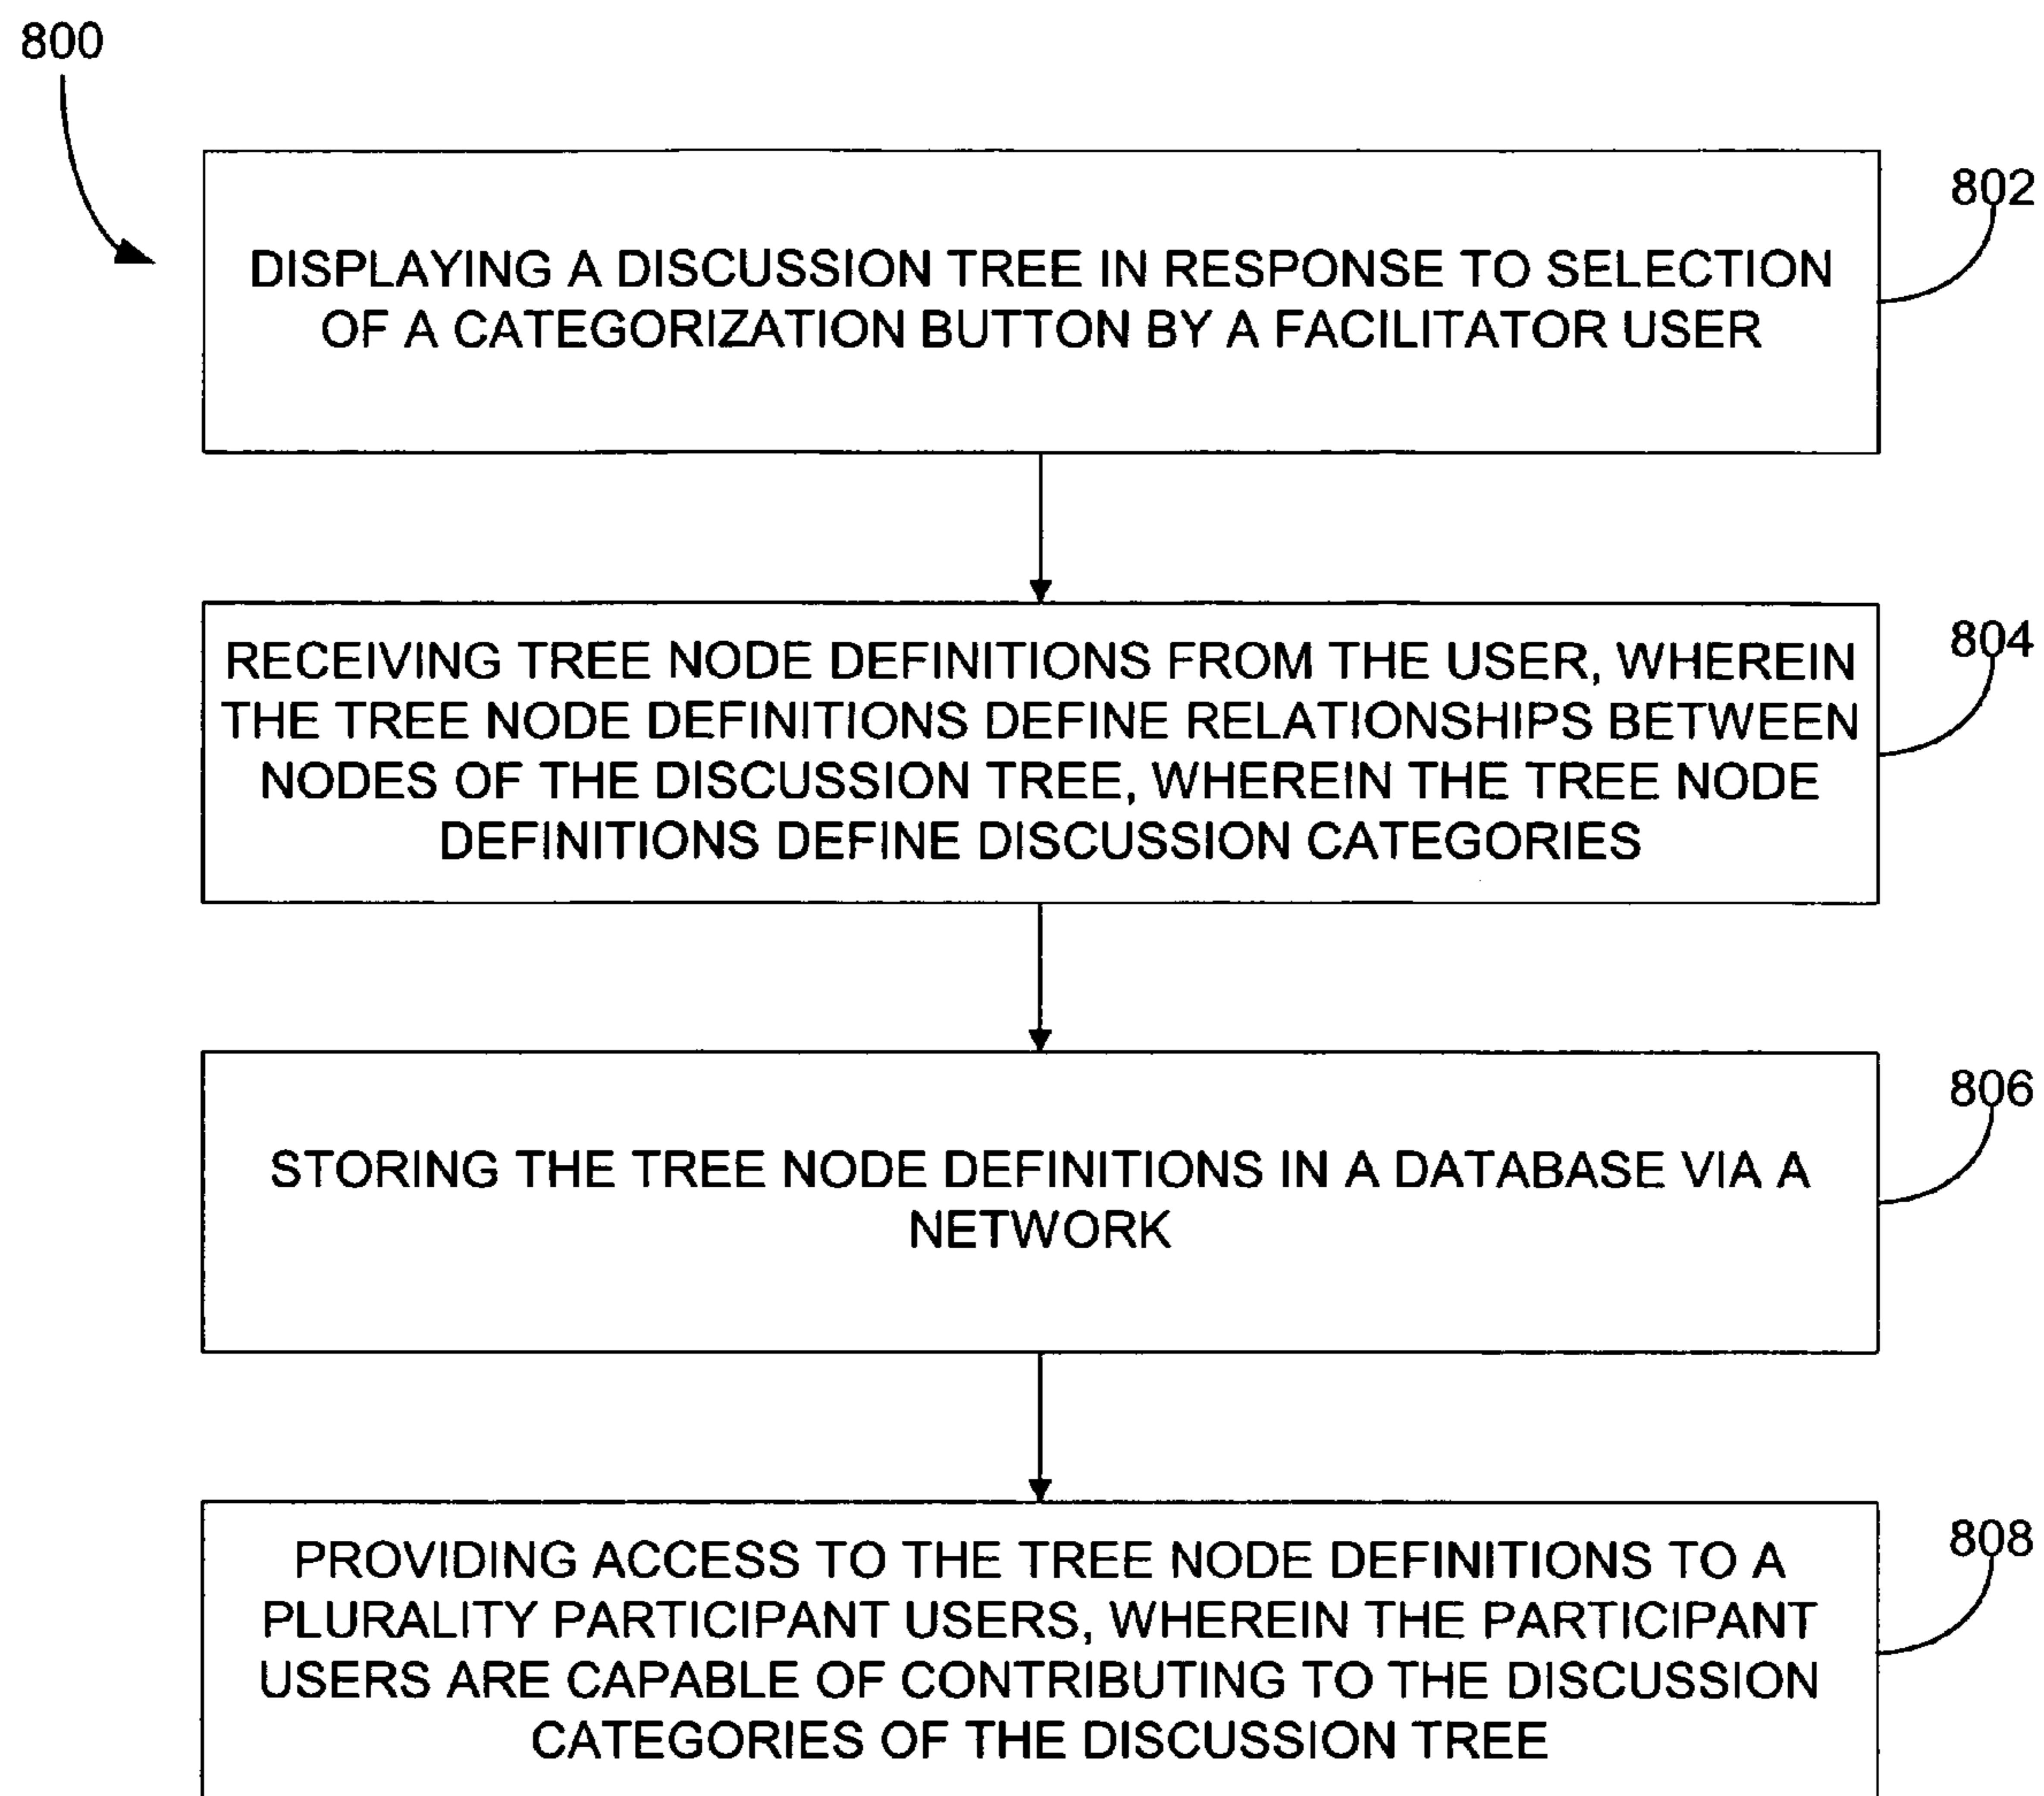 800
802
DISPLAYING A DISCUSSION TREE IN RESPONSE TO SELECTION
OF A CATEGORIZATION BUTTON BY A FACILITATOR USER
804
RECEIVING TREE NODE DEFINITIONS FROM THE USER, WHEREIN
THE TREE NODE DEFINITIONS DEFINE RELATIONSHIPS BETWEEN
NODES OF THE DISCUSSION TREE, WHEREIN THE TREE NODE
DEFINITIONS DEFINE DISCUSSION CATEGORIES
806
STORING THE TREE NODE DEFINITIONS IN A DATABASE VIA A
NETWORK
808
PROVIDING ACCESS TO THE TREE NODE DEFINITIONS TO A
PLURALITY PARTICIPANT USERS, WHEREIN THE PARTICIPANT
USERS ARE CAPABLE OF CONTRIBUTING TO THE DISCUSSION
CATEGORIES OF THE DISCUSSION TREE